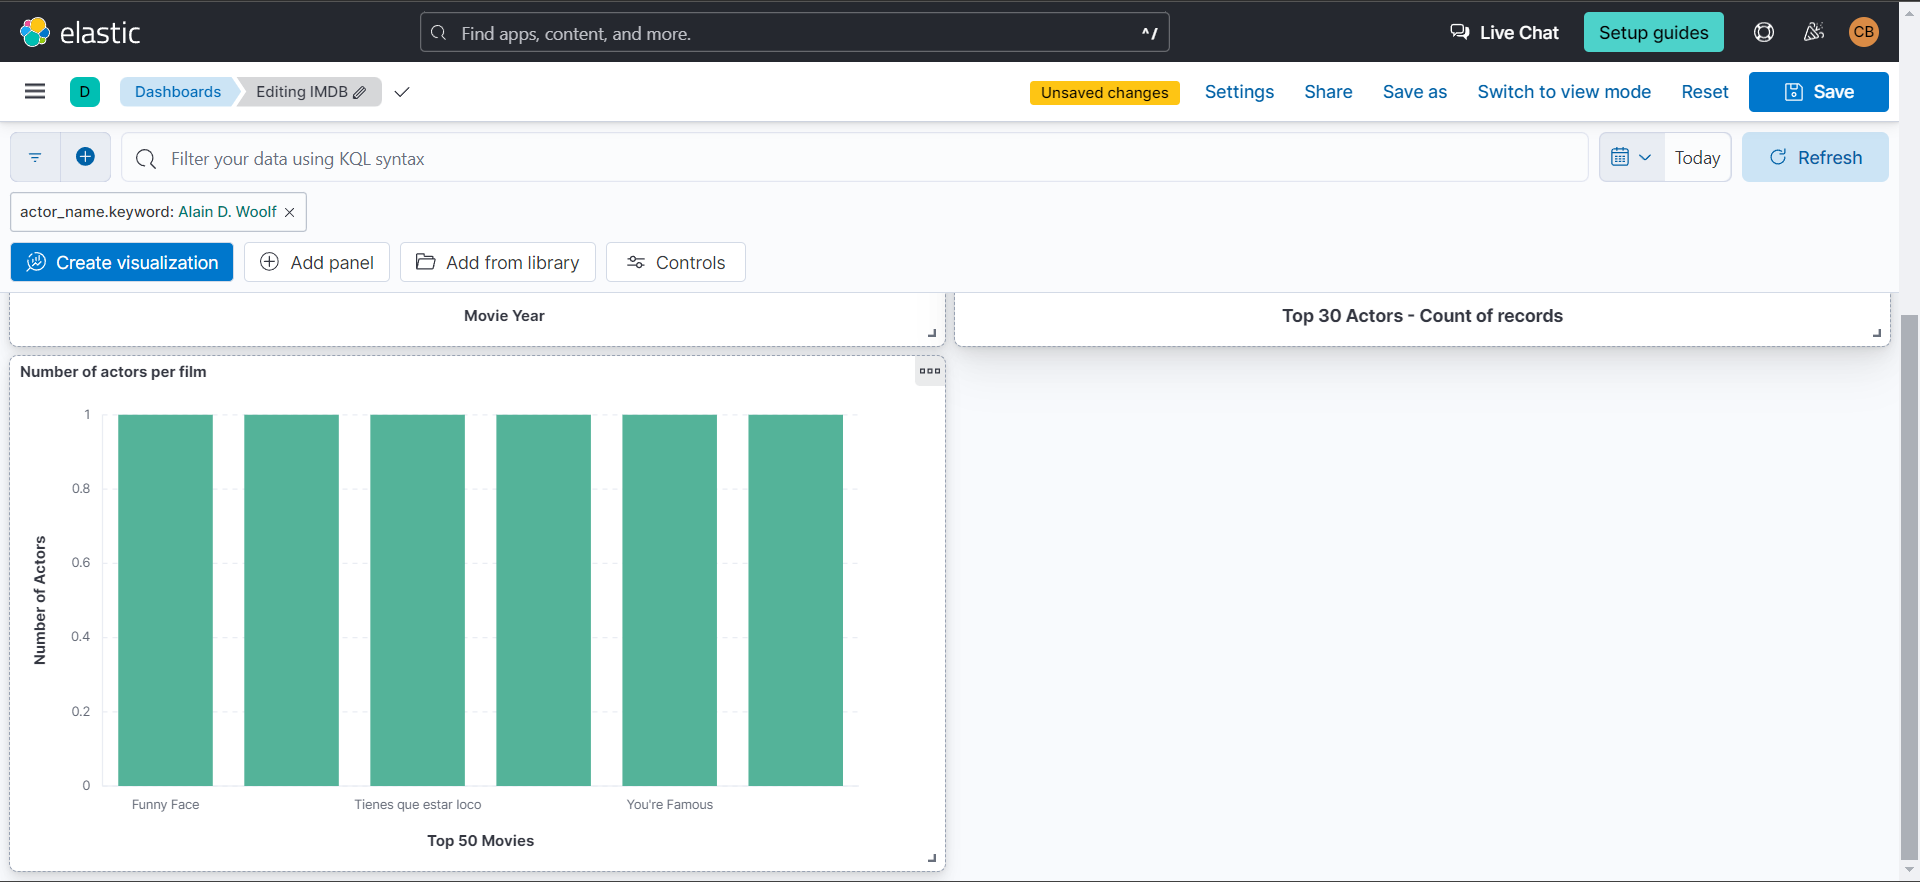 elastic
Find apps, content, and more.
^/
Live Chat
Setup guides
CB
D
Dashboards
Editing IMDB
Unsaved changes
Settings
Share
Save as
Switch to view mode
Reset
Save
Filter your data using KQL syntax
Today
Refresh
actor_name.keyword: Alain D. Woolf ×
Create visualization
Add panel
Add from library
Controls
Movie Year
Top 30 Actors - Count of records
Number of actors per film
1
0.8
0.6
0.4
0.2
0
Number of Actors
Funny Face
Tienes que estar loco
You're Famous
Top 50 Movies